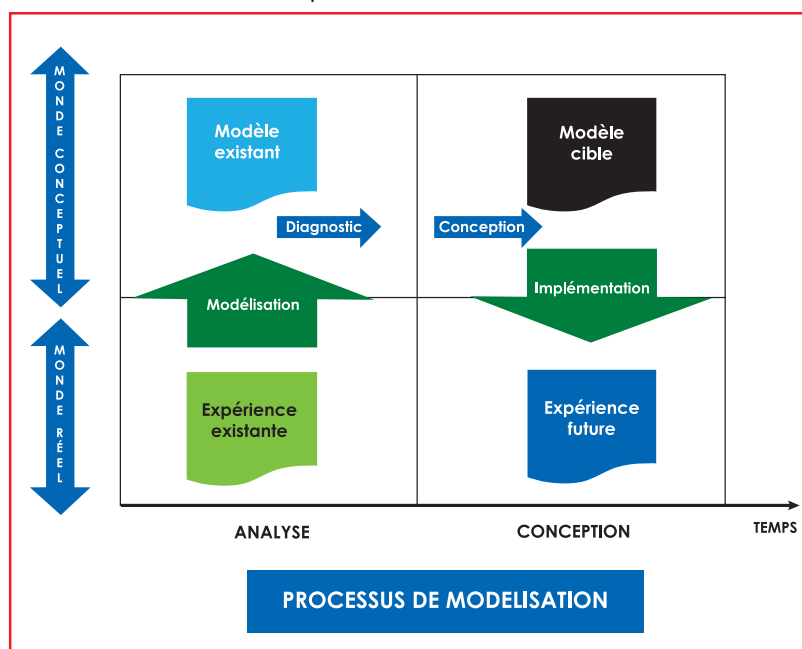 MONDE CONCEPTUEL
Modèle
existant
Modèle
cible
Diagnostic
Conception
Modélisation
Implémentation
MONDE RÉEL
Expérience
existante
Expérience
future
ANALYSE
CONCEPTION
TEMPS
PROCESSUS DE MODELISATION